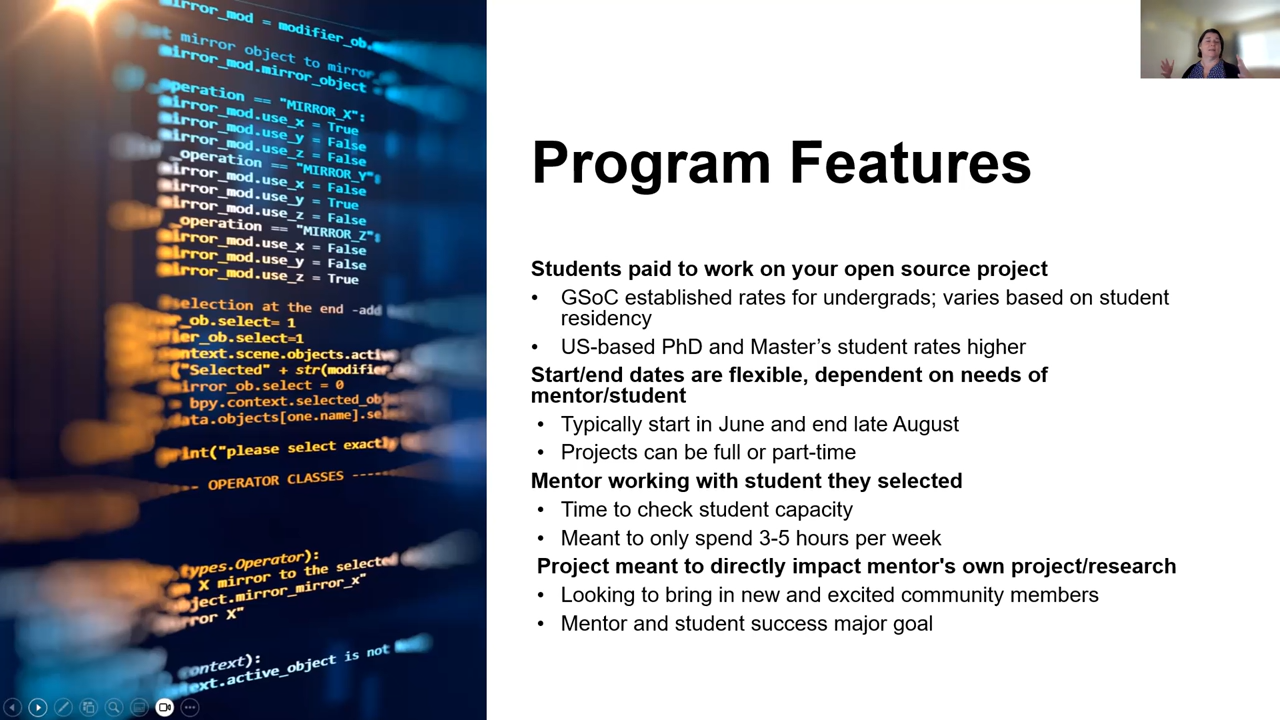 mirror_mod = modifier_ob.
mirror object to mirror
mirror_mod.mirror_object
operation == "MIRROR_X":
mirror_mod.use_x = True
mirror_mod.use_y = False
mirror_mod.use_z = False
_operation == "MIRROR_Y":
mirror_mod.use_x = False
mirror_mod.use_y = True
mirror_mod.use_z = False
_operation == "MIRROR_Z":
mirror_mod.use_x = False
mirror_mod.use_y = False
mirror_mod.use_z = True
selection at the end -add
_ob.select= 1
ler_ob.select=1
context.scene.objects.active
("Selected" + str(modifier_
mirror_ob.select = 0
bpy.context.selected_ob
data.objects[one.name].sel
print("please select exactly
-- OPERATOR CLASSES ----
types.Operator):
X mirror to the selected
ject.mirror_mirror_x"
ror X"
context):
text.active_object is not
Program Features
Students paid to work on your open source project
• GSoC established rates for undergrads; varies based on student
residency
• US-based PhD and Master’s student rates higher
Start/end dates are flexible, dependent on needs of
mentor/student
• Typically start in June and end late August
• Projects can be full or part-time
Mentor working with student they selected
• Time to check student capacity
• Meant to only spend 3-5 hours per week
Project meant to directly impact mentor's own project/research
• Looking to bring in new and excited community members
• Mentor and student success major goal